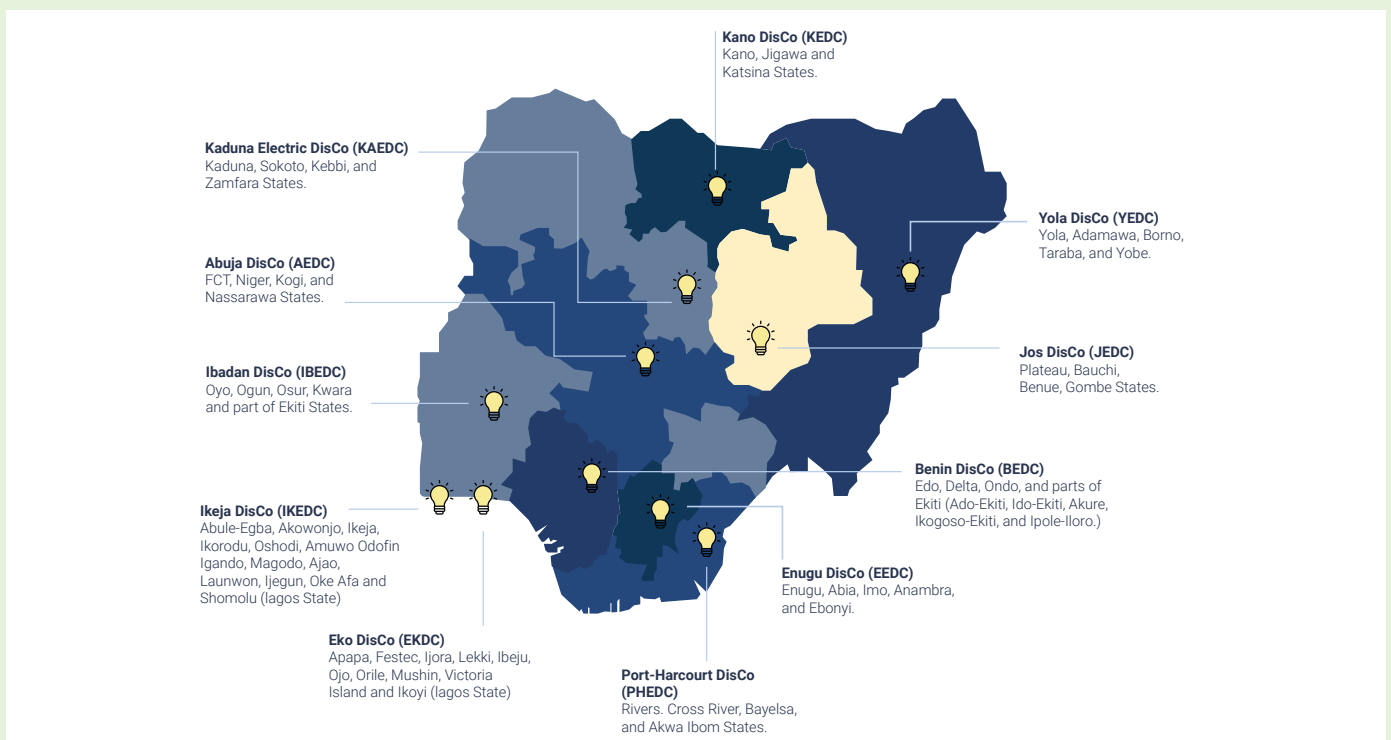 Kano DisCo (KEDC)
Kano, Jigawa and
Katsina States.
Kaduna Electric DisCo (KAEDC)
Kaduna, Sokoto, Kebbi, and
Zamfara States.
Yola DisCo (YEDC)
Yola, Adamawa, Borno,
Taraba, and Yobe.
Abuja DisCo (AEDC)
FCT, Niger, Kogi, and
Nassarawa States.
Jos DisCo (JEDC)
Plateau, Bauchi,
Benue, Gombe States.
Ibadan DisCo (IBEDC)
Oyo, Ogun, Osur, Kwara
and part of Ekiti States.
Benin DisCo (BEDC)
Edo, Delta, Ondo, and parts of
Ekiti (Ado-Ekiti, Ido-Ekiti, Akure,
Ikogoso-Ekiti, and Ipole-Iloro.)
Ikeja DisCo (IKEDC)
Abule-Egba, Akowonjo, Ikeja,
Ikorodu, Oshodi, Amuwo Odofin
Igando, Magodo, Ajao,
Launwon, Ijegun, Oke Afa and
Shomolu (lagos State)
Enugu DisCo (EEDC)
Enugu, Abia, Imo, Anambra,
and Ebonyi.
Eko DisCo (EKDC)
Apapa, Festec, Ijora, Lekki, Ibeju,
Ojo, Orile, Mushin, Victoria
Island and Ikoyi (lagos State)
Port-Harcourt DisCo
(PHEDC)
Rivers. Cross River, Bayelsa,
and Akwa Ibom States.